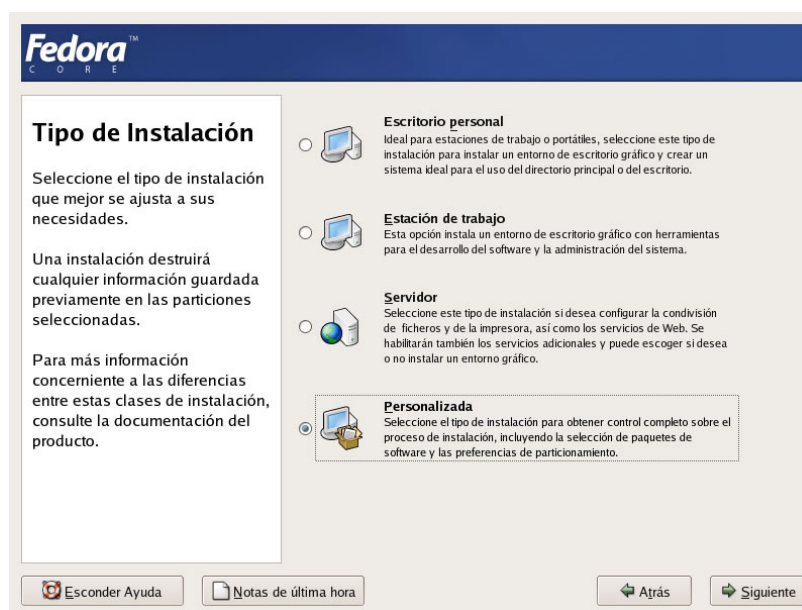 Fedora™
CORE
Tipo de Instalación
Seleccione el tipo de instalación
que mejor se ajusta a sus
necesidades.
Una instalación destruirá
cualquier información guardada
previamente en las particiones
seleccionadas.
Para más información
concerniente a las diferencias
entre estas clases de instalación,
consulte la documentación del
producto.
Escritorio personal
Ideal para estaciones de trabajo o portátiles, seleccione este tipo de
instalación para instalar un entorno de escritorio gráfico y crear un
sistema ideal para el uso del directorio principal o del escritorio.
Estación de trabajo
Esta opción instala un entorno de escritorio gráfico con herramientas
para el desarrollo del software y la administración del sistema.
Servidor
Seleccione este tipo de instalación si desea configurar la condivisión
de ficheros y de la impresora, así como los servicios de Web. Se
habilitarán también los servicios adicionales y puede escoger si desea
o no instalar un entorno gráfico.
Personalizada
Seleccione el tipo de instalación para obtener control completo sobre el
proceso de instalación, incluyendo la selección de paquetes de
software y las preferencias de particionamiento.
Esconder Ayuda
Notas de última hora
Atrás
Siguiente